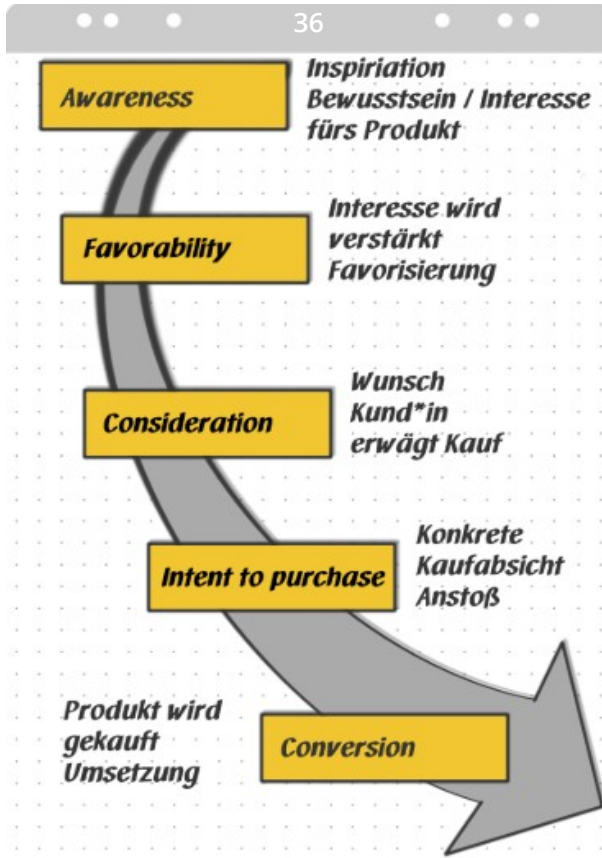 36
Awareness
Inspiriation
Bewusstsein / Interesse
fürs Produkt
Favorability
Interesse wird
verstärkt
Favorisierung
Consideration
Wunsch
Kund*in
erwägt Kauf
Intent to purchase
Konkrete
Kaufabsicht
Anstoß
Produkt wird
gekauft
Umsetzung
Conversion